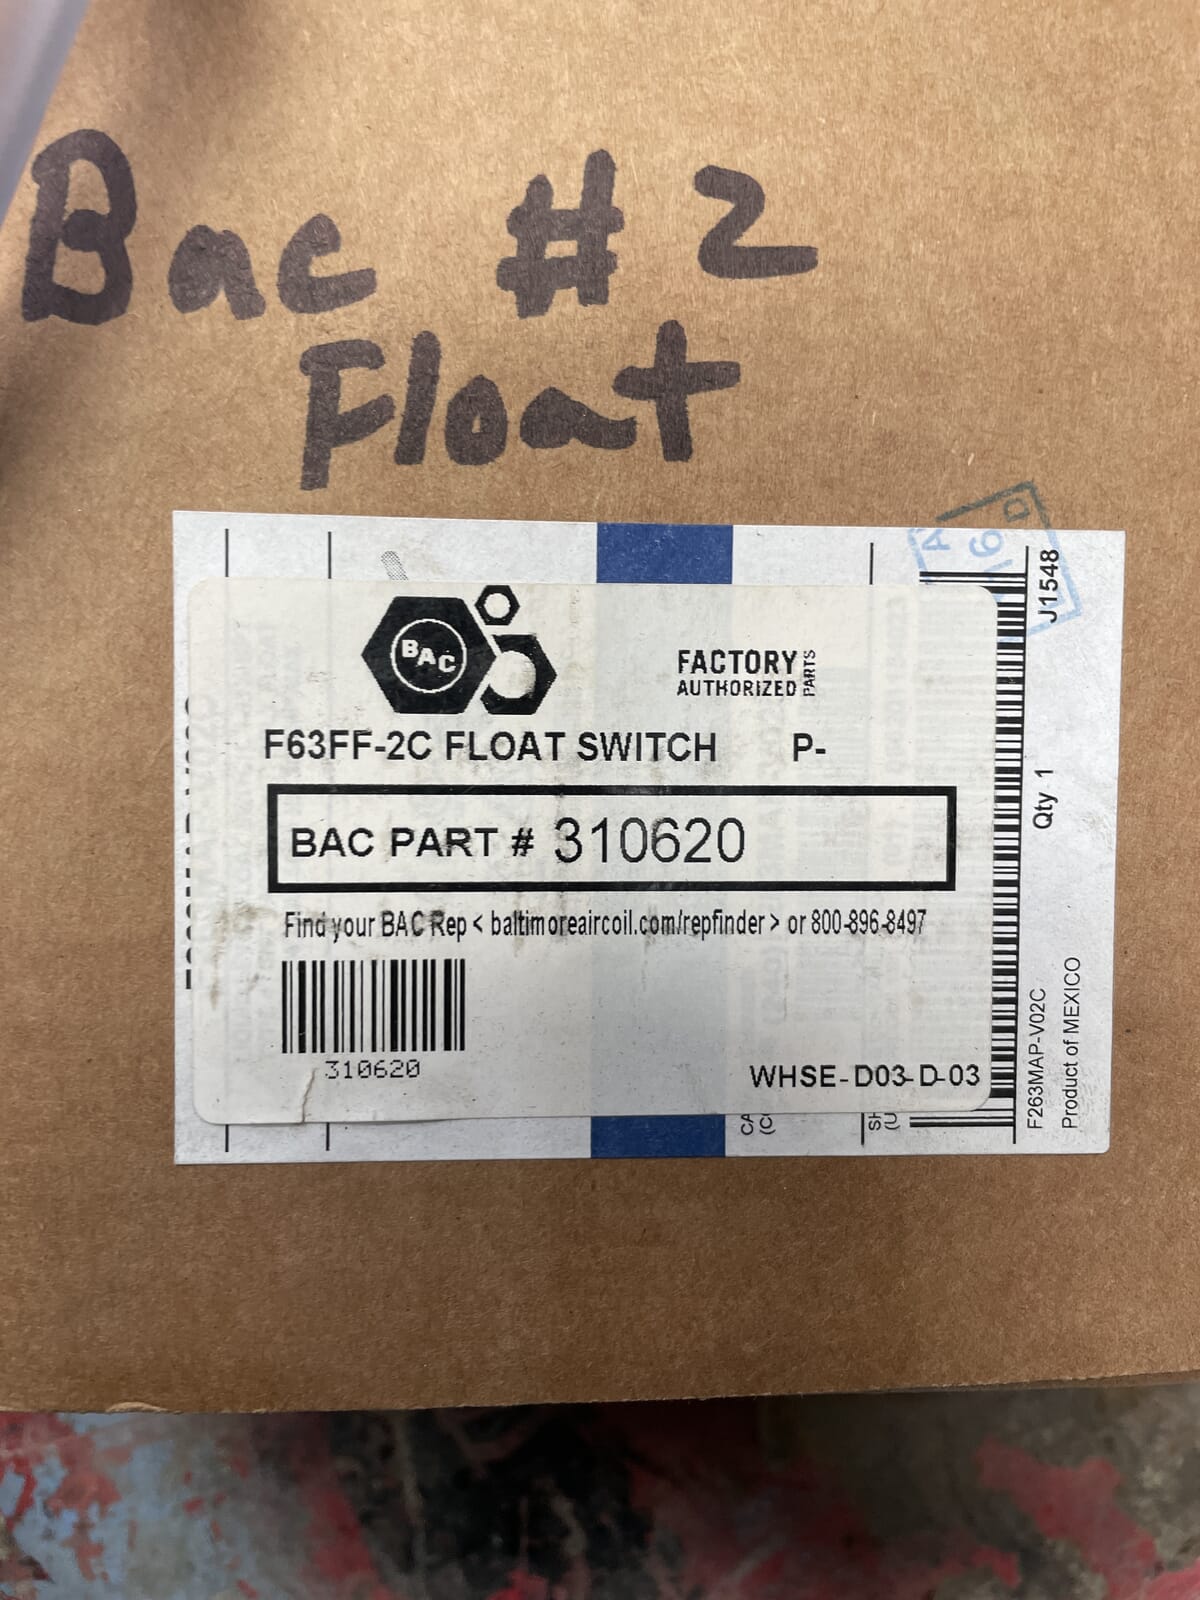 Bac # 2
Float
BAC
FACTORY
AUTHORIZED
PARTS
F63FF-2C FLOAT SWITCH P-
BAC PART # 310620
Find your BAC Rep < baltimoreaircoil.com/repfinder > or 800-896-8497
310620
WHSE-D03-D-03
J1548
Qty 1
F263MAP-V02C
Product of MEXICO